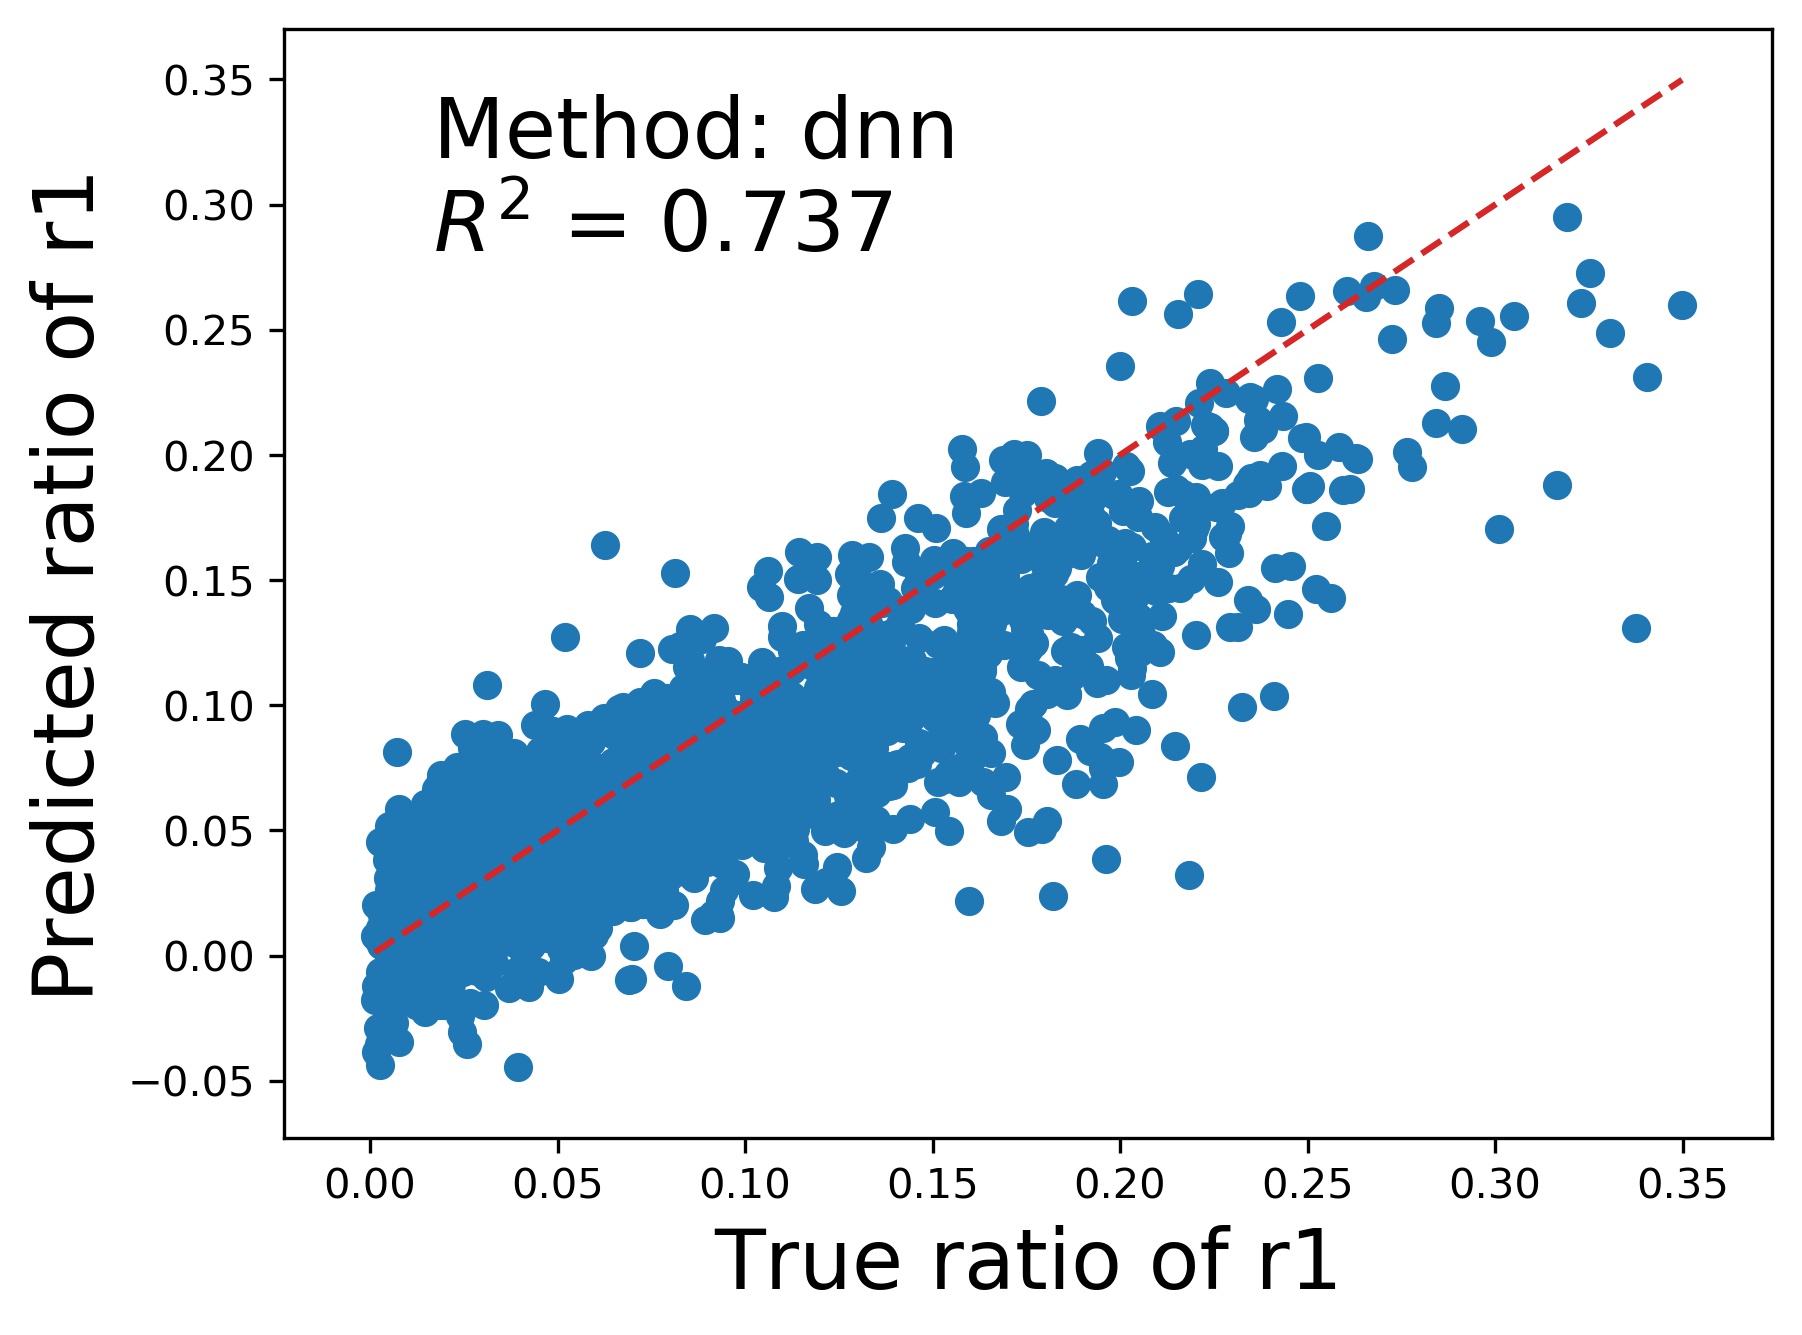 Method: dnn
R² = 0.737
Predicted ratio of r1
0.35
0.30
0.25
0.20
0.15
0.10
0.05
0.00
−0.05
0.00 0.05 0.10 0.15 0.20 0.25 0.30 0.35
True ratio of r1